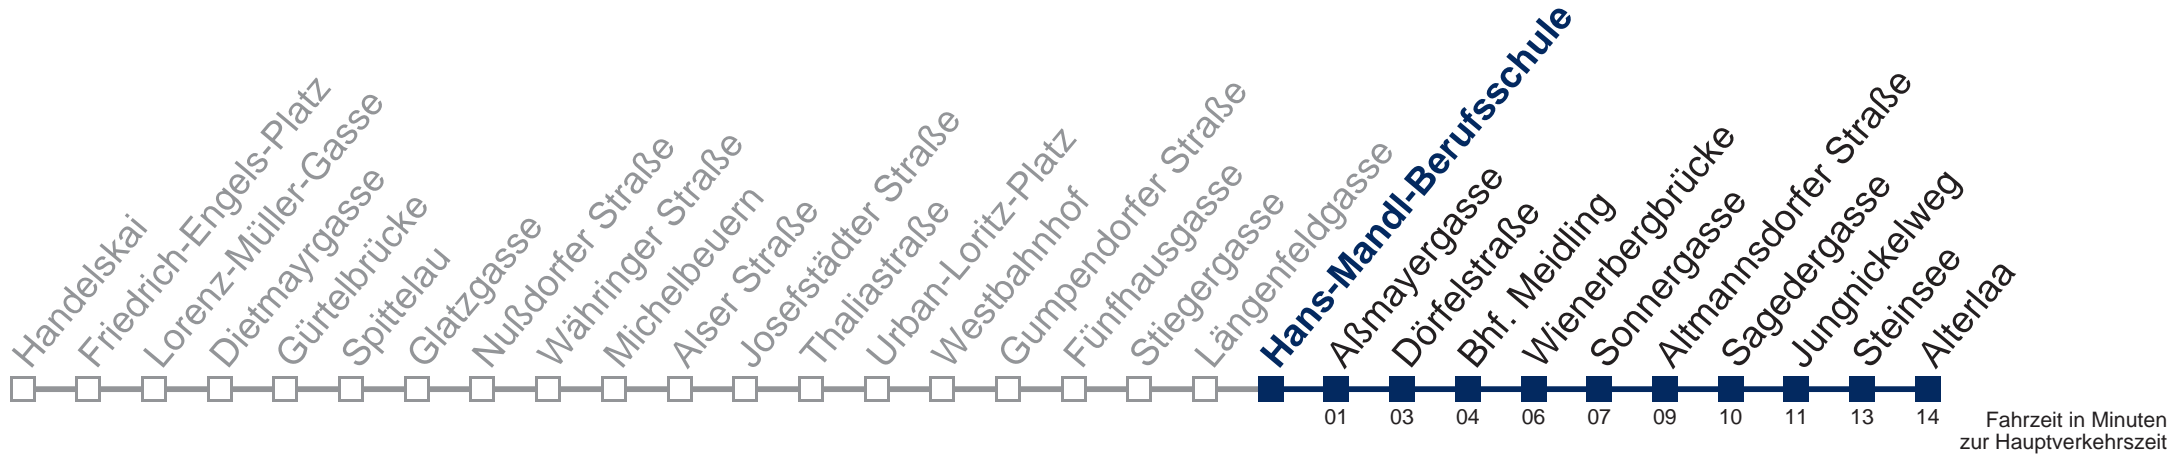 Handelskai
Friedrich-Engels-Platz
Lorenz-Müller-Gasse
Dietmayrgasse
Gürtelbrücke
Spittelau
Glatzgasse
Nußdorfer Straße
Währinger Straße
Michelbeuern
Alser Straße
Josefstädter Straße
Thaliastraße
Urban-Loritz-Platz
Westbahnhof
Gumpendorfer Straße
Fünfhausgasse
Stiegergasse
Längenfeldgasse
Hans-Mandl-Berufsschule
Aßmayergasse
Dörfelstraße
Bhf. Meidling
Wienerbergbrücke
Sonnergasse
Altmannsdorfer Straße
Sagedergasse
Jungnickelweg
Steinsee
Alterlaa
01 03 04 06 07 09 10 11 13 14
Fahrzeit in Minuten
zur Hauptverkehrszeit